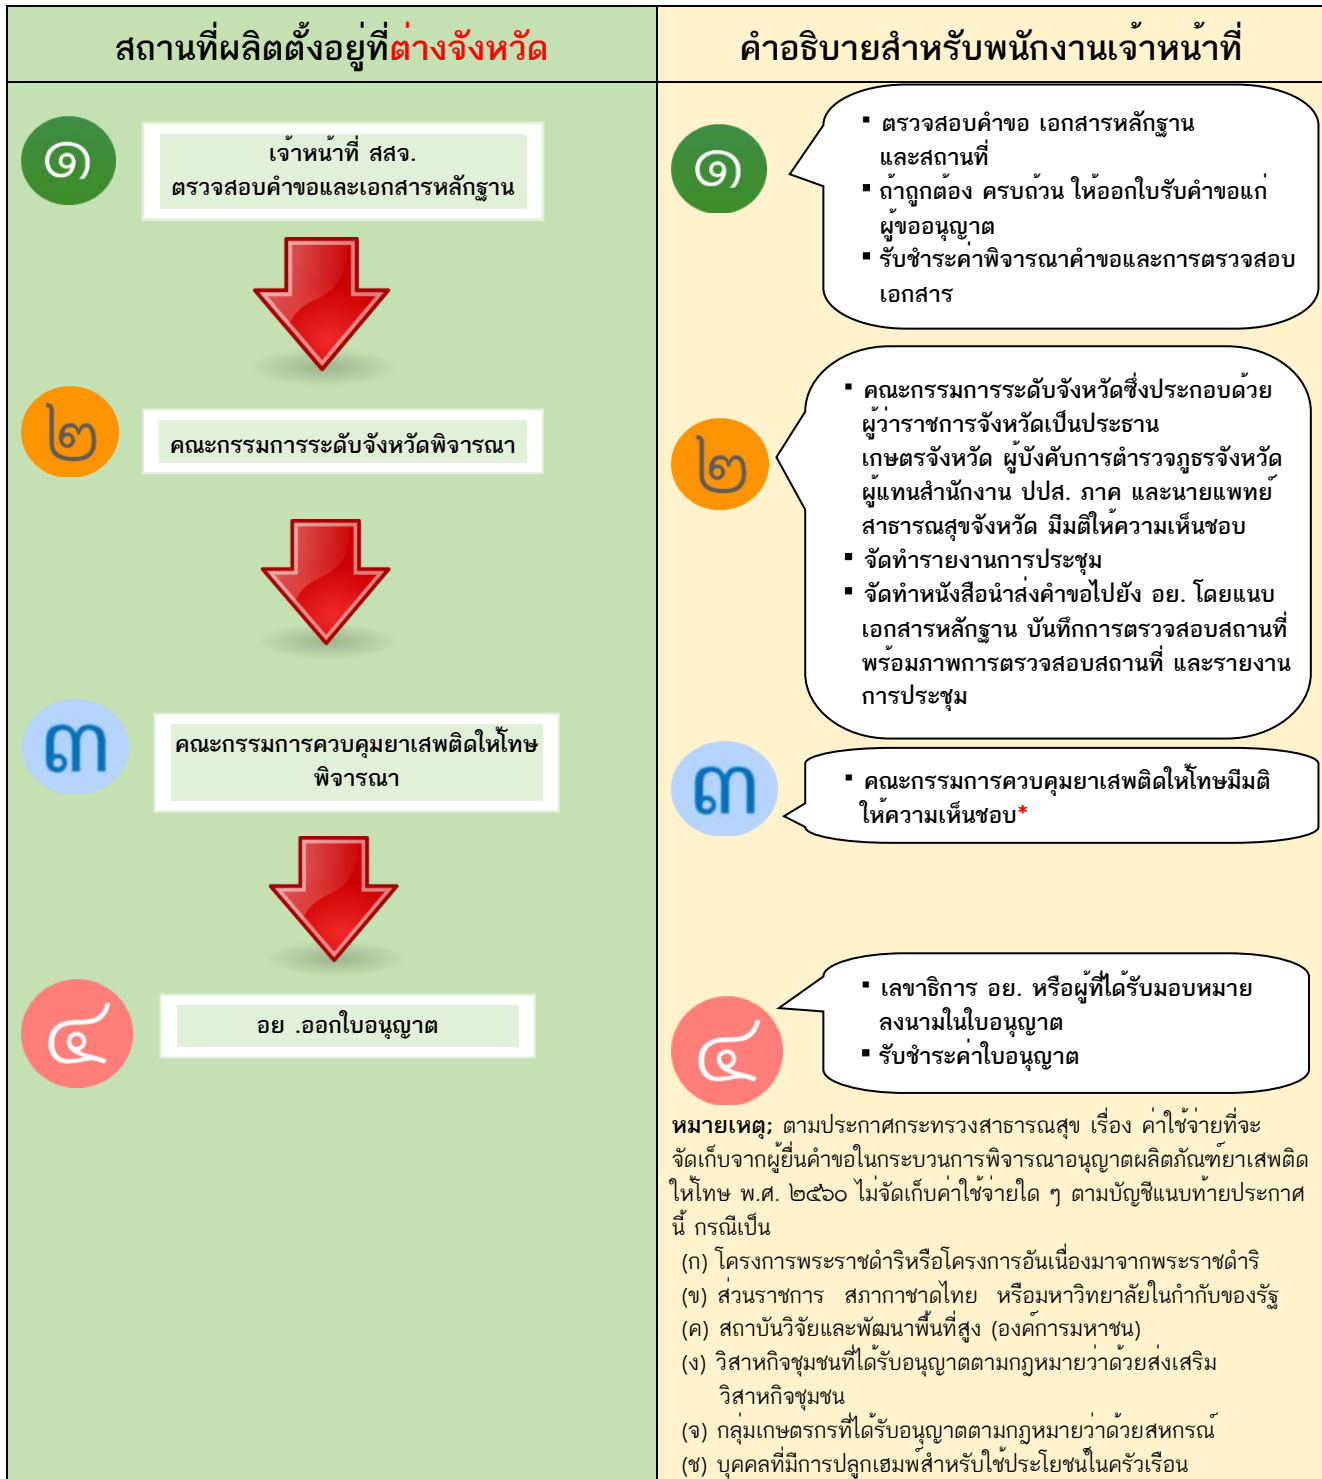 สถานที่ผลิตตั้งอยู่ที่ต่างจังหวัด
๑
เจ้าหน้าที่ สสจ.
ตรวจสอบคำขอและเอกสารหลักฐาน
๒
คณะกรรมการระดับจังหวัดพิจารณา
๓
คณะกรรมการควบคุมยาเสพติดให้โทษ
พิจารณา
๔
อย .ออกใบอนุญาต
คำอธิบายสำหรับพนักงานเจ้าหน้าที่
๑
▪ ตรวจสอบคำขอ เอกสารหลักฐาน
และสถานที่
▪ ถ้าถูกต้อง ครบถ้วน ให้ออกใบรับคำขอแก่
ผู้ขออนุญาต
▪ รับชำระค่าพิจารณาคำขอและการตรวจสอบ
เอกสาร
๒
▪ คณะกรรมการระดับจังหวัดซึ่งประกอบด้วย
ผู้ว่าราชการจังหวัดเป็นประธาน
เกษตรจังหวัด ผู้บังคับการตำรวจภูธรจังหวัด
ผู้แทนสำนักงาน ปปส. ภาค และนายแพทย์
สาธารณสุขจังหวัด มีมติให้ความเห็นชอบ
▪ จัดทำรายงานการประชุม
▪ จัดทำหนังสือนำส่งคำขอไปยัง อย. โดยแนบ
เอกสารหลักฐาน บันทึกการตรวจสอบสถานที่
พร้อมภาพการตรวจสอบสถานที่ และรายงาน
การประชุม
๓
▪ คณะกรรมการควบคุมยาเสพติดให้โทษมีมติ
ให้ความเห็นชอบ*
๔
▪ เลขาธิการ อย. หรือผู้ที่ได้รับมอบหมาย
ลงนามในใบอนุญาต
▪ รับชำระค่าใบอนุญาต
หมายเหตุ; ตามประกาศกระทรวงสาธารณสุข เรื่อง ค่าใช้จ่ายที่จะ
จัดเก็บจากผู้ยื่นคำขอในกระบวนการพิจารณาอนุญาตผลิตภัณฑ์ยาเสพติด
ให้โทษ พ.ศ. ๒๕๖๐ ไม่จัดเก็บค่าใช้จ่ายใด ๆ ตามบัญชีแนบท้ายประกาศ
นี้ กรณีเป็น
(ก) โครงการพระราชดำริหรือโครงการอันเนื่องมาจากพระราชดำริ
(ข) ส่วนราชการ สภากาชาดไทย หรือมหาวิทยาลัยในกำกับของรัฐ
(ค) สถาบันวิจัยและพัฒนาพื้นที่สูง (องค์การมหาชน)
(ง) วิสาหกิจชุมชนที่ได้รับอนุญาตตามกฎหมายว่าด้วยส่งเสริม
วิสาหกิจชุมชน
(จ) กลุ่มเกษตรกรที่ได้รับอนุญาตตามกฎหมายว่าด้วยสหกรณ์
(ช) บุคคลที่มีการปลูกเฮมพ์สำหรับใช้ประโยชน์ในครัวเรือน